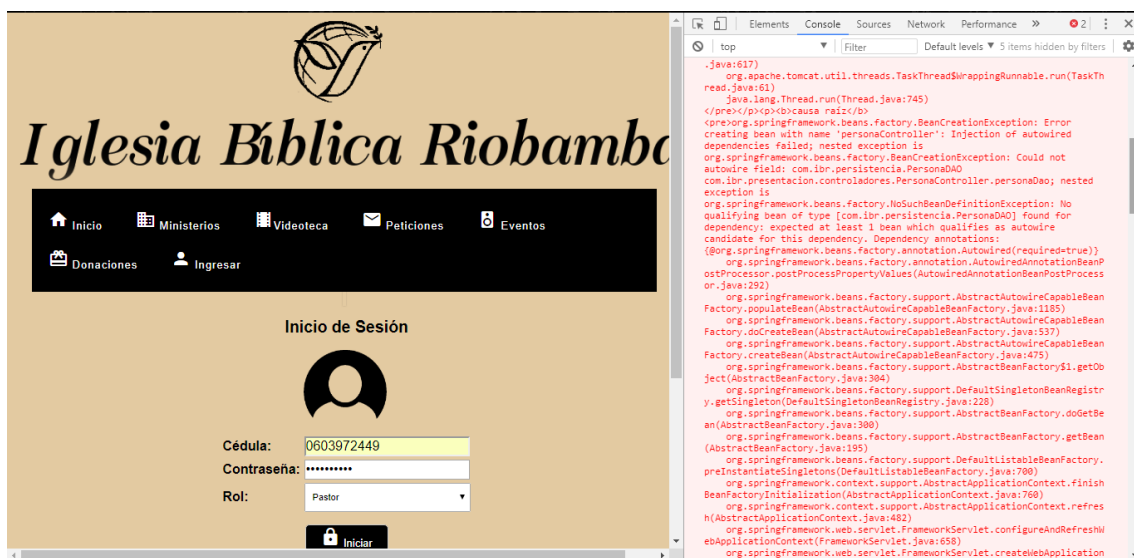 Iglesia Bíblica Riobamba
Inicio
Ministerios
Videoteca
Peticiones
Eventos
Donaciones
Ingresar
Inicio de Sesión
Cédula: 0603972449
Contraseña: ••••••••••
Rol: Pastor
Iniciar
Elements Console Sources Network Performance » 2
top Filter Default levels 5 items hidden by filters
.java:617)
org.apache.tomcat.util.threads.TaskThread$WrappingRunnable.run(TaskTh
read.java:61)
java.lang.Thread.run(Thread.java:745)
</pre></p><p><b>causa raíz</b>
<pre>org.springframework.beans.factory.BeanCreationException: Error
creating bean with name 'personaController': Injection of autowired
dependencies failed; nested exception is
org.springframework.beans.factory.BeanCreationException: Could not
autowire field: com.ibr.persistencia.PersonaDAO
com.ibr.presentacion.controladores.PersonaController.personaDao; nested
exception is
org.springframework.beans.factory.NoSuchBeanDefinitionException: No
qualifying bean of type [com.ibr.persistencia.PersonaDAO] found for
dependency: expected at least 1 bean which qualifies as autowire
candidate for this dependency. Dependency annotations:
{@org.springframework.beans.factory.annotation.Autowired(required=true)}
org.springframework.beans.factory.annotation.AutowiredAnnotationBeanP
ostProcessor.postProcessPropertyValues(AutowiredAnnotationBeanPostProcess
or.java:292)
org.springframework.beans.factory.support.AbstractAutowireCapableBean
Factory.populateBean(AbstractAutowireCapableBeanFactory.java:1185)
org.springframework.beans.factory.support.AbstractAutowireCapableBean
Factory.doCreateBean(AbstractAutowireCapableBeanFactory.java:537)
org.springframework.beans.factory.support.AbstractAutowireCapableBean
Factory.createBean(AbstractAutowireCapableBeanFactory.java:475)
org.springframework.beans.factory.support.AbstractBeanFactory$1.getOb
ject(AbstractBeanFactory.java:304)
org.springframework.beans.factory.support.DefaultSingletonBeanRegistr
y.getSingleton(DefaultSingletonBeanRegistry.java:228)
org.springframework.beans.factory.support.AbstractBeanFactory.doGetBe
an(AbstractBeanFactory.java:300)
org.springframework.beans.factory.support.AbstractBeanFactory.getBean
(AbstractBeanFactory.java:195)
org.springframework.beans.factory.support.DefaultListableBeanFactory.
preInstantiateSingletons(DefaultListableBeanFactory.java:700)
org.springframework.context.support.AbstractApplicationContext.finish
BeanFactoryInitialization(AbstractApplicationContext.java:760)
org.springframework.context.support.AbstractApplicationContext.refres
h(AbstractApplicationContext.java:482)
org.springframework.web.servlet.FrameworkServlet.configureAndRefreshW
ebApplicationContext(FrameworkServlet.java:658)
org.springframework.web.servlet.FrameworkServlet.createWebApplication